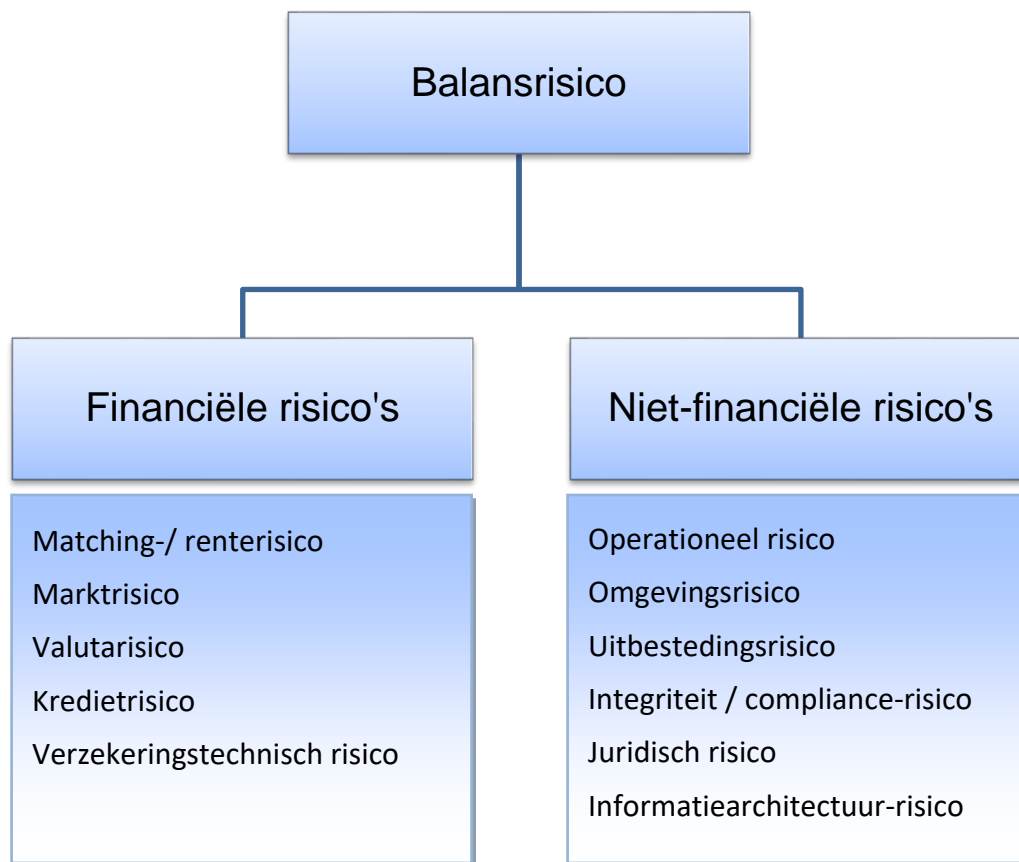 Balansrisico
Financiële risico's
Matching-/ renterisico
Marktrisico
Valutarisico
Kredietrisico
Verzekeringstechnisch risico
Niet-financiële risico's
Operationeel risico
Omgevingsrisico
Uitbestedingsrisico
Integriteit / compliance-risico
Juridisch risico
Informatiearchitectuur-risico